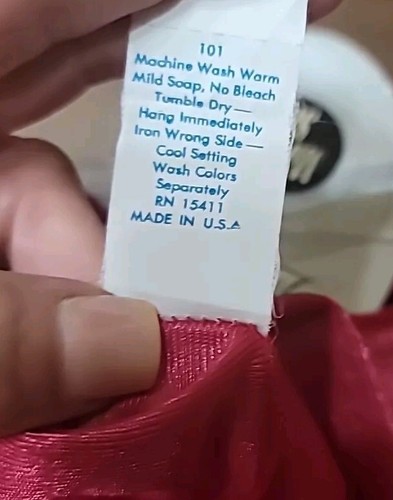 101
Machine Wash Warm
Mild Soap, No Bleach
Tumble Dry—
Hang Immediately
Iron Wrong Side—
Cool Setting
Wash Colors
Separately
RN 15411
MADE IN U.S.A